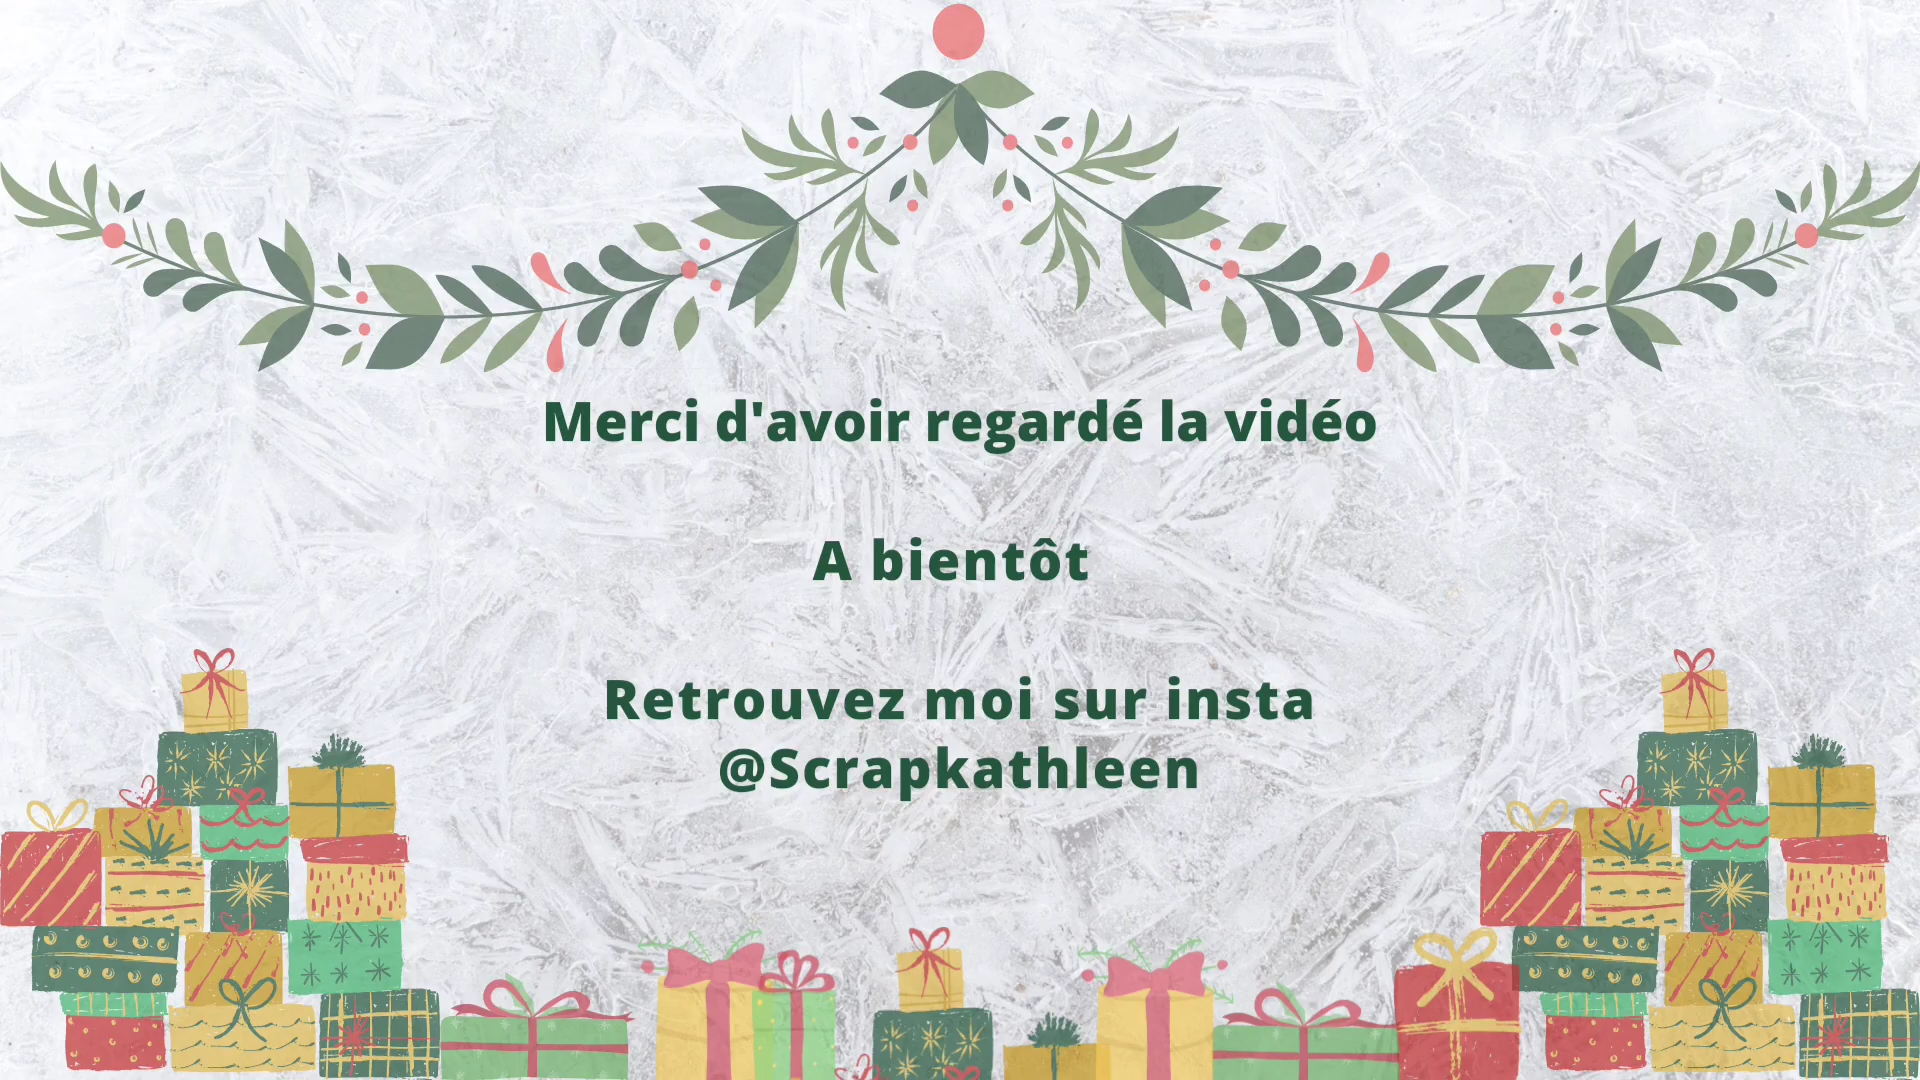 Merci d'avoir regardé la vidéo
A bientôt
Retrouvez moi sur insta
@Scrapkathleen